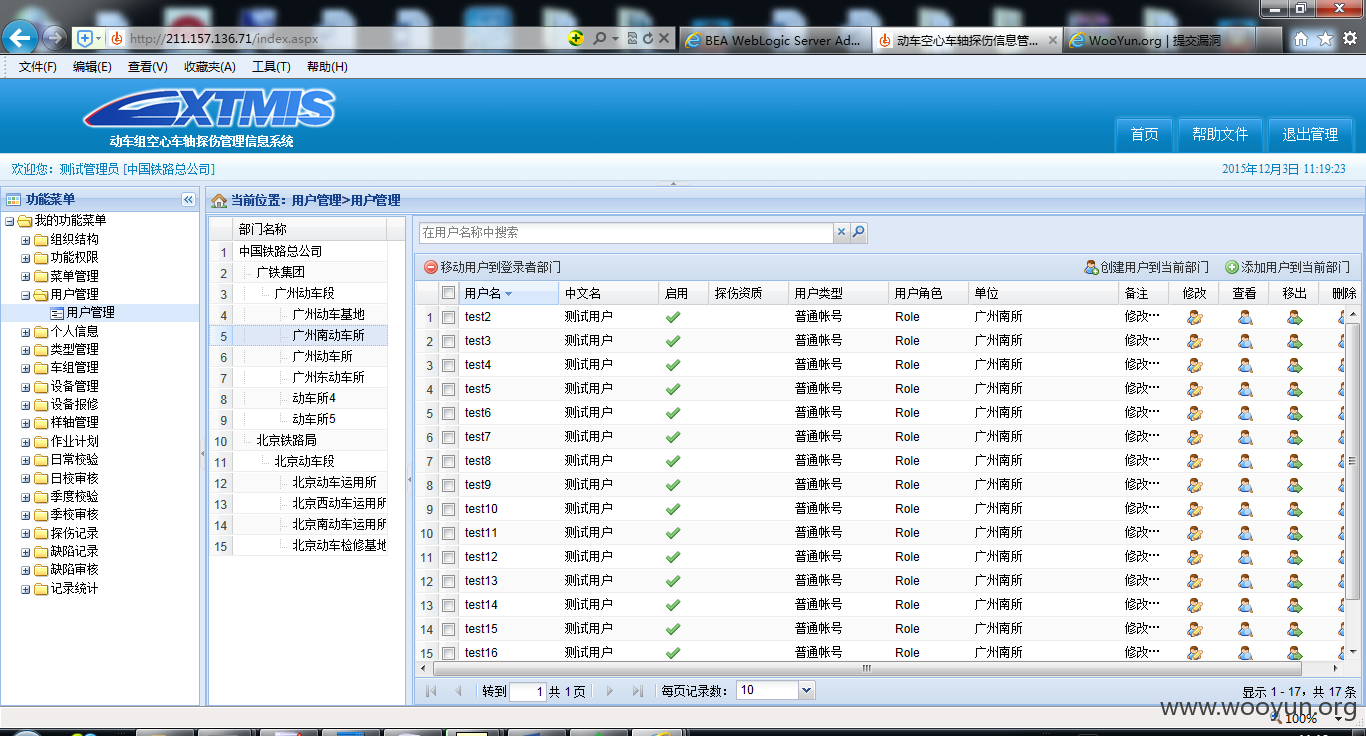 http://211.157.136.71/index.aspx
BEA WebLogic Server Ad...
动车空心车轴探伤信息管...
WooYun.org | 提交漏洞
文件(F) 编辑(E) 查看(V) 收藏夹(A) 工具(T) 帮助(H)
EXTMIS
动车组空心车轴探伤管理信息系统
首页 帮助文件 退出管理
欢迎您：测试管理员 [中国铁路总公司]
2015年12月3日 11:19:23
功能菜单
我的功能菜单
组织结构
功能权限
菜单管理
用户管理
用户管理
个人信息
类型管理
车组管理
设备管理
设备报修
样轴管理
作业计划
日常校验
日校审核
季度校验
季校审核
探伤记录
缺陷记录
缺陷审核
记录统计
当前位置：用户管理>用户管理
部门名称
1 中国铁路总公司
2 广铁集团
3 广州动车段
4 广州动车基地
5 广州南动车所
6 广州动车所
7 广州东动车所
8 动车所4
9 动车所5
10 北京铁路局
11 北京动车段
12 北京动车运用所
13 北京西动车运用所
14 北京南动车运用所
15 北京动车检修基地
在用户名称中搜索
移动用户到登录者部门 创建用户到当前部门 添加用户到当前部门
用户名 中文名 启用 探伤资质 用户类型 用户角色 单位 备注 修改 查看 移出 删除
1 test2 测试用户 普通帐号 Role 广州南所 修改…
2 test3 测试用户 普通帐号 Role 广州南所 修改…
3 test4 测试用户 普通帐号 Role 广州南所 修改…
4 test5 测试用户 普通帐号 Role 广州南所 修改…
5 test6 测试用户 普通帐号 Role 广州南所 修改…
6 test7 测试用户 普通帐号 Role 广州南所 修改…
7 test8 测试用户 普通帐号 Role 广州南所 修改…
8 test9 测试用户 普通帐号 Role 广州南所 修改…
9 test10 测试用户 普通帐号 Role 广州南所 修改…
10 test11 测试用户 普通帐号 Role 广州南所 修改…
11 test12 测试用户 普通帐号 Role 广州南所 修改…
12 test13 测试用户 普通帐号 Role 广州南所 修改…
13 test14 测试用户 普通帐号 Role 广州南所 修改…
14 test15 测试用户 普通帐号 Role 广州南所 修改…
15 test16 测试用户 普通帐号 Role 广州南所 修改…
转到 1 共 1 页 每页记录数： 10 显示 1 - 17，共 17 条
www.wooyun.org
100%